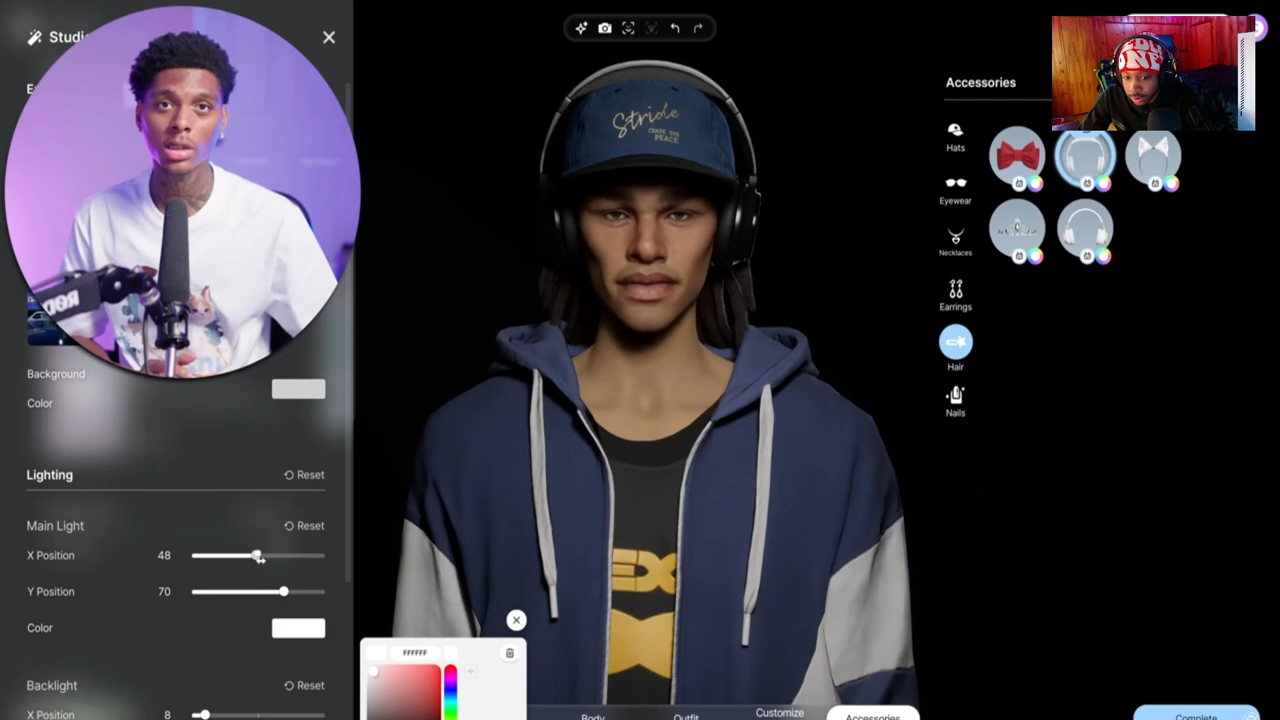 Studi
Background
Color
Lighting
Reset
Main Light
Reset
X Position 48
Y Position 70
Color
Backlight
Reset
X Position 8
FFFFFF
Stride
CHASE THE
PEACE
EX
Body
Outfit
Customize
Accessories
Accessories
Hats
Eyewear
Necklaces
Earrings
Hair
Nails
Complete